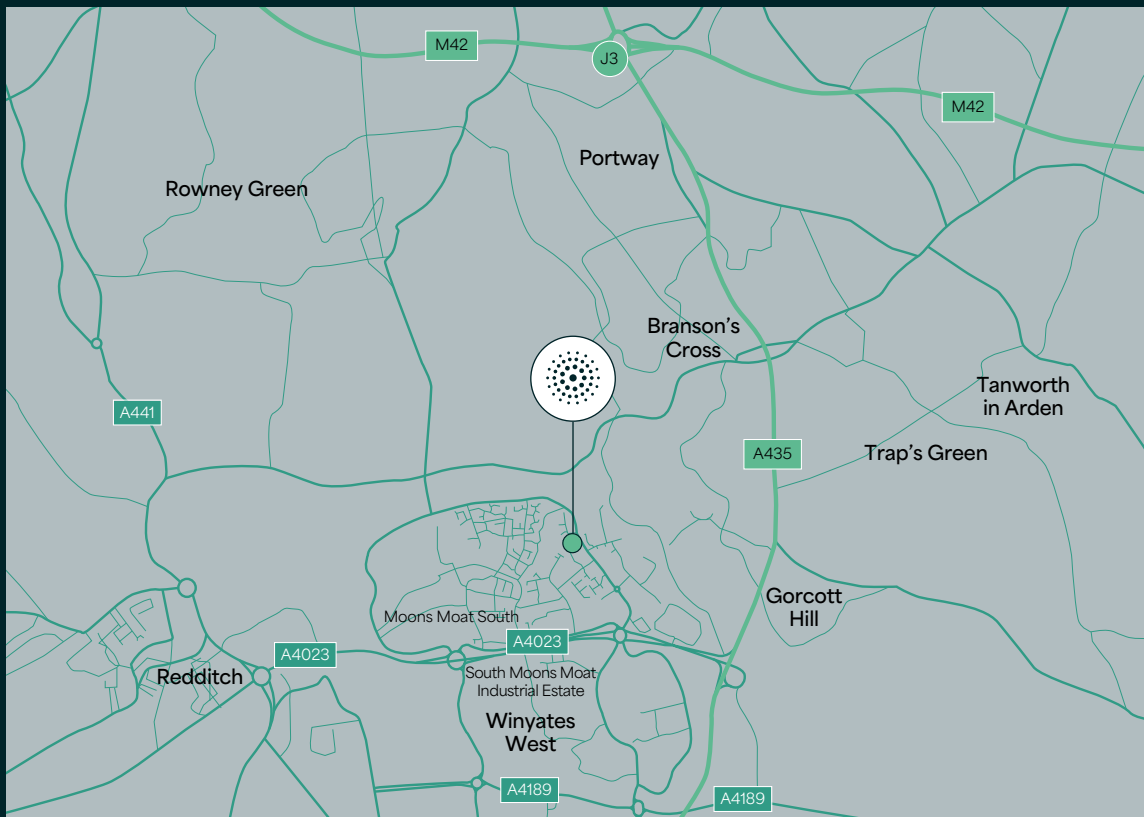 M42
J3
M42
Portway
Rowney Green
Branson's
Cross
Tanworth
in Arden
A441
A435
Trap's Green
Gorcott
Hill
Moons Moat South
A4023
A4023
Redditch
South Moons Moat
Industrial Estate
Winyates
West
A4189
A4189